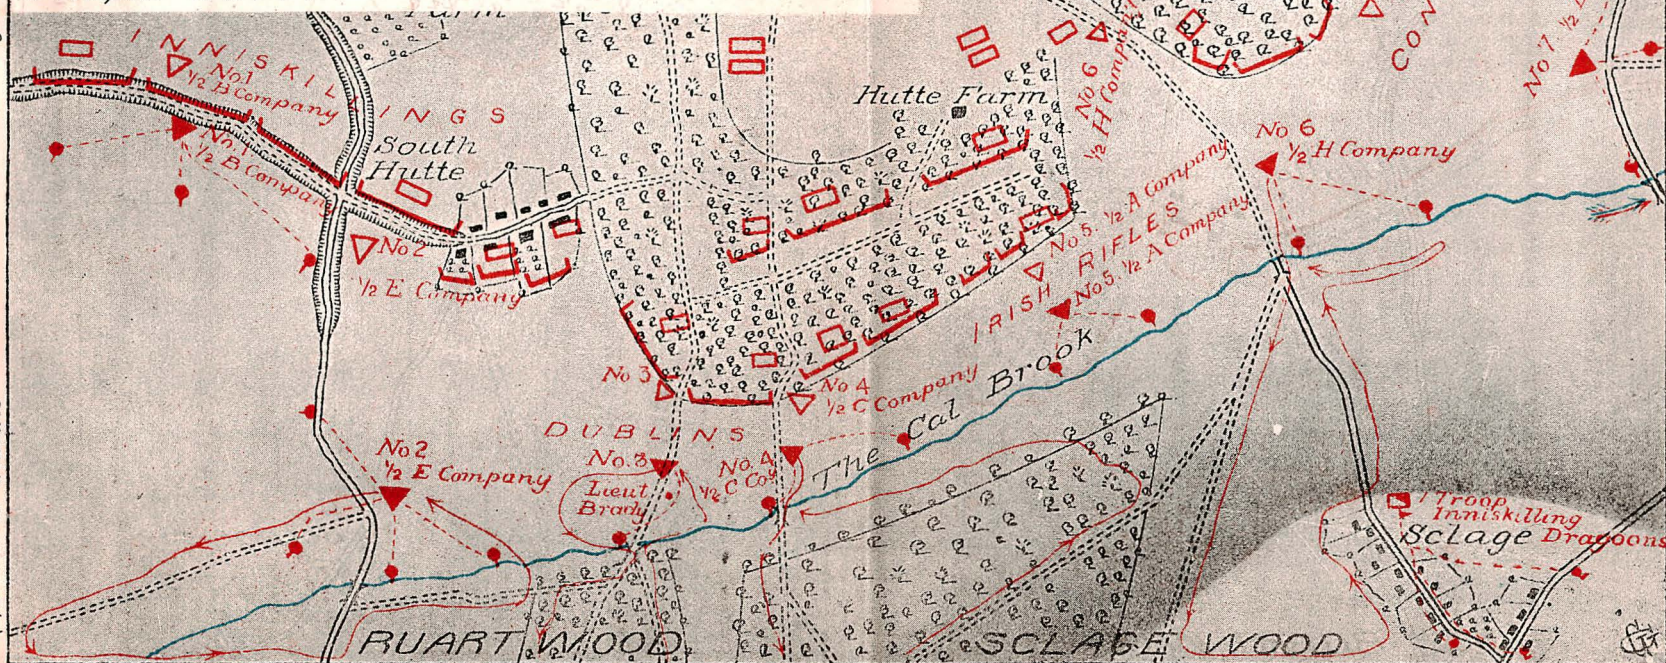 Farm
INNISKILLINGS
No.1
½ B Company
No.1
½ B Company
South
Hutte
No 2
½ E Company
Hutte Farm
No 6
½ H Compa
CON
No 7 ½
No 6
½ H Company
No 5. ½ A Company
IRISH RIFLES
No 5. ½ A Company
No 3
No 4
½ C Company
The Cal Brook
DUBLINS
No.3
Lieut
Brady
No. 4
½ C Coy
No 2
½ E Company
1 Troop
Inniskilling
Dragoons
Sclage
RUART WOOD
SCLAGE WOOD